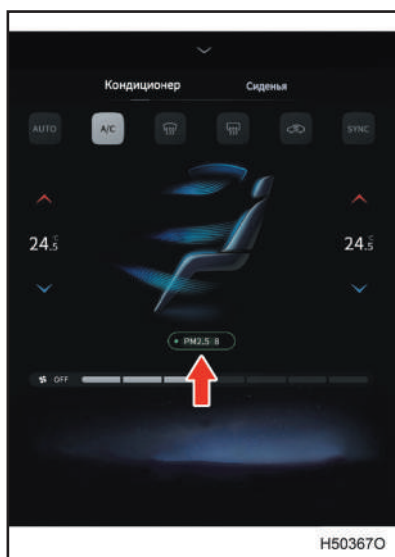 Кондиционер Сиденья
AUTO A/C SYNC
24.5 24.5
PM2.5 8
OFF
H50367O